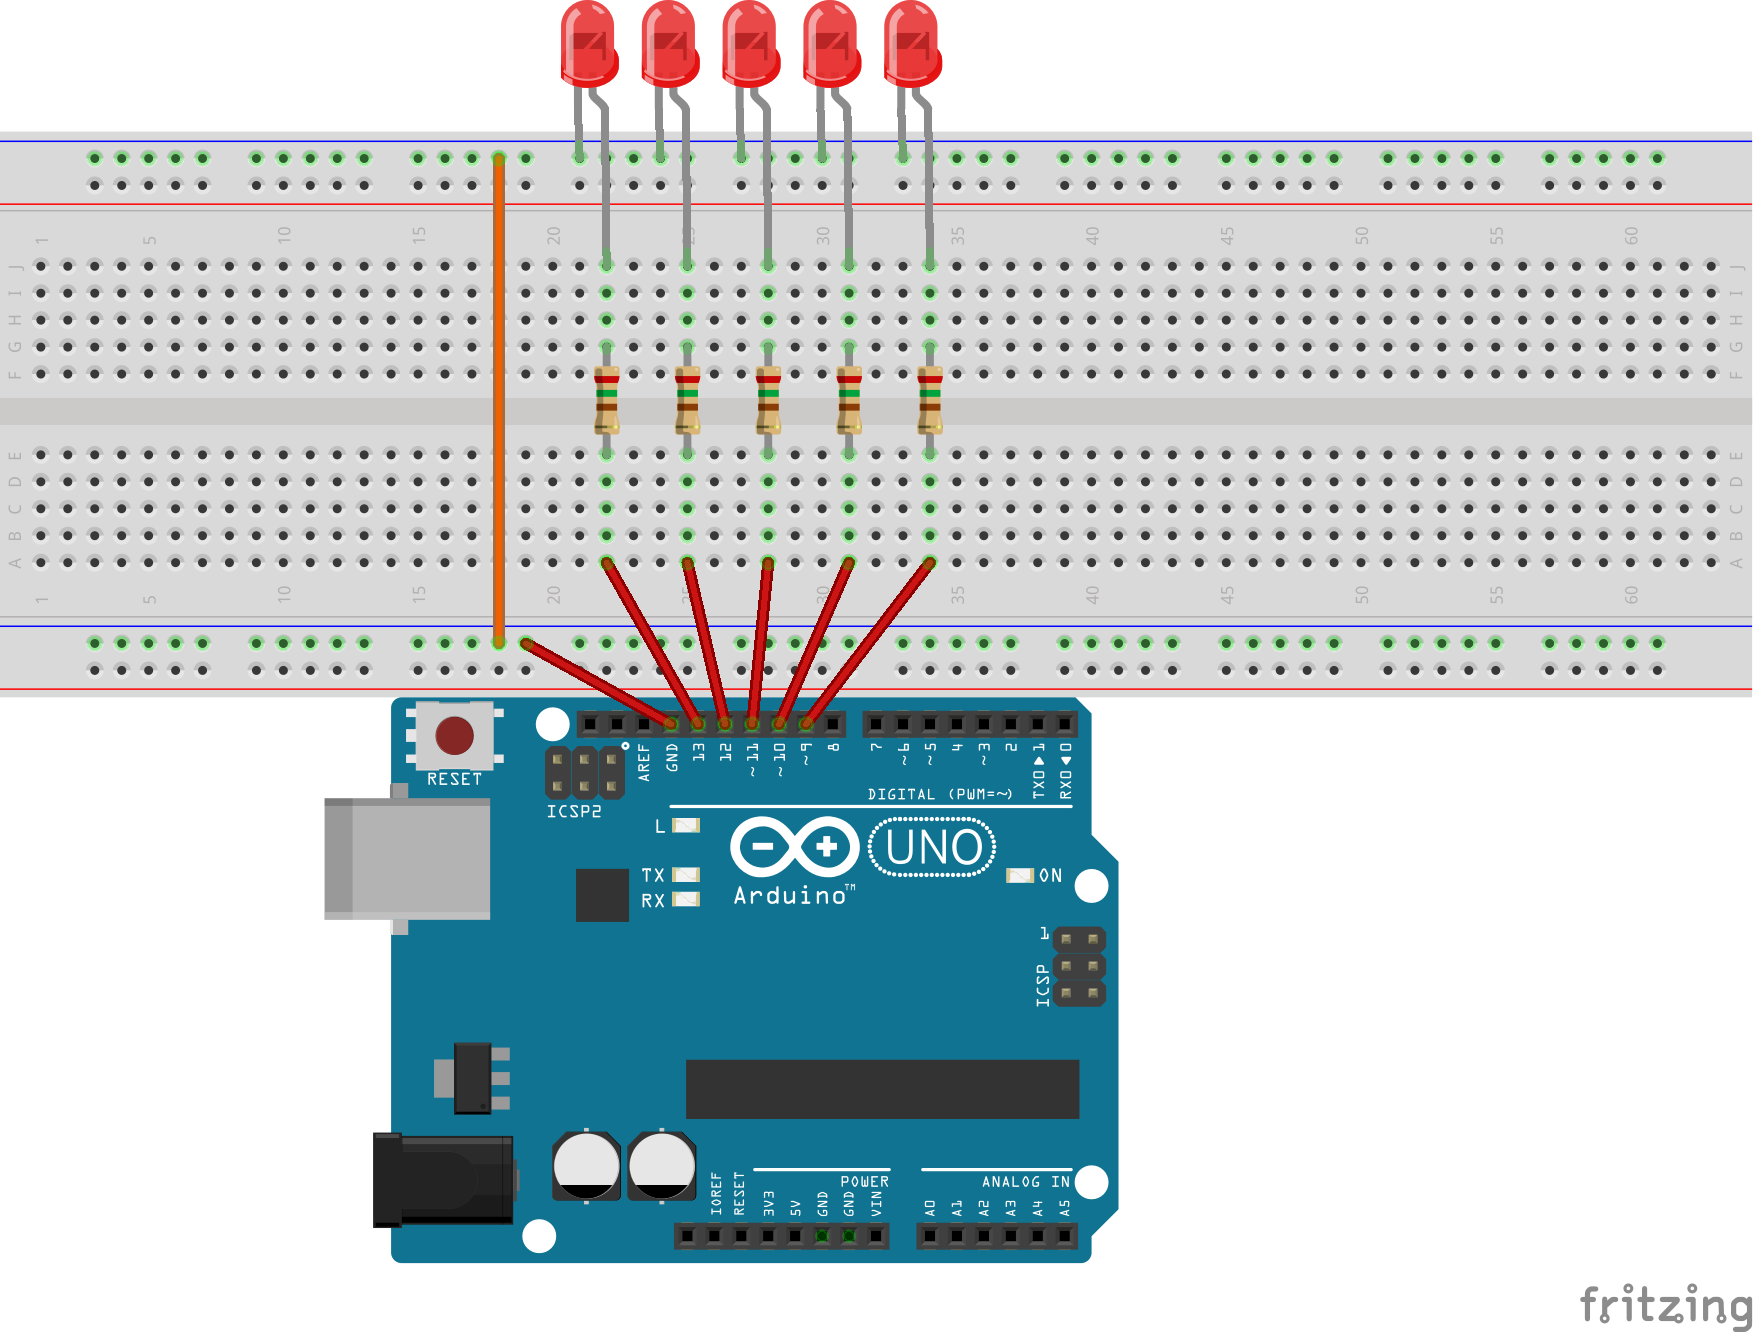 1 5 10 15 20 25 30 35 40 45 50 55 60
J J
I I
H H
G G
F F
E E
D D
C C
B B
A A
1 5 10 15 20 25 30 35 40 45 50 55 60
AREF GND 13 12 ~11 ~10 ~9 8 7 ~6 ~5 4 ~3 2 TX0▶1 RX0◀0
RESET
ICSP2
DIGITAL (PWM=~)
L
UNO
TX
RX
ON
Arduino™
1
ICSP
POWER
ANALOG IN
IOREF RESET 3V3 5V GND GND VIN A0 A1 A2 A3 A4 A5
fritzing